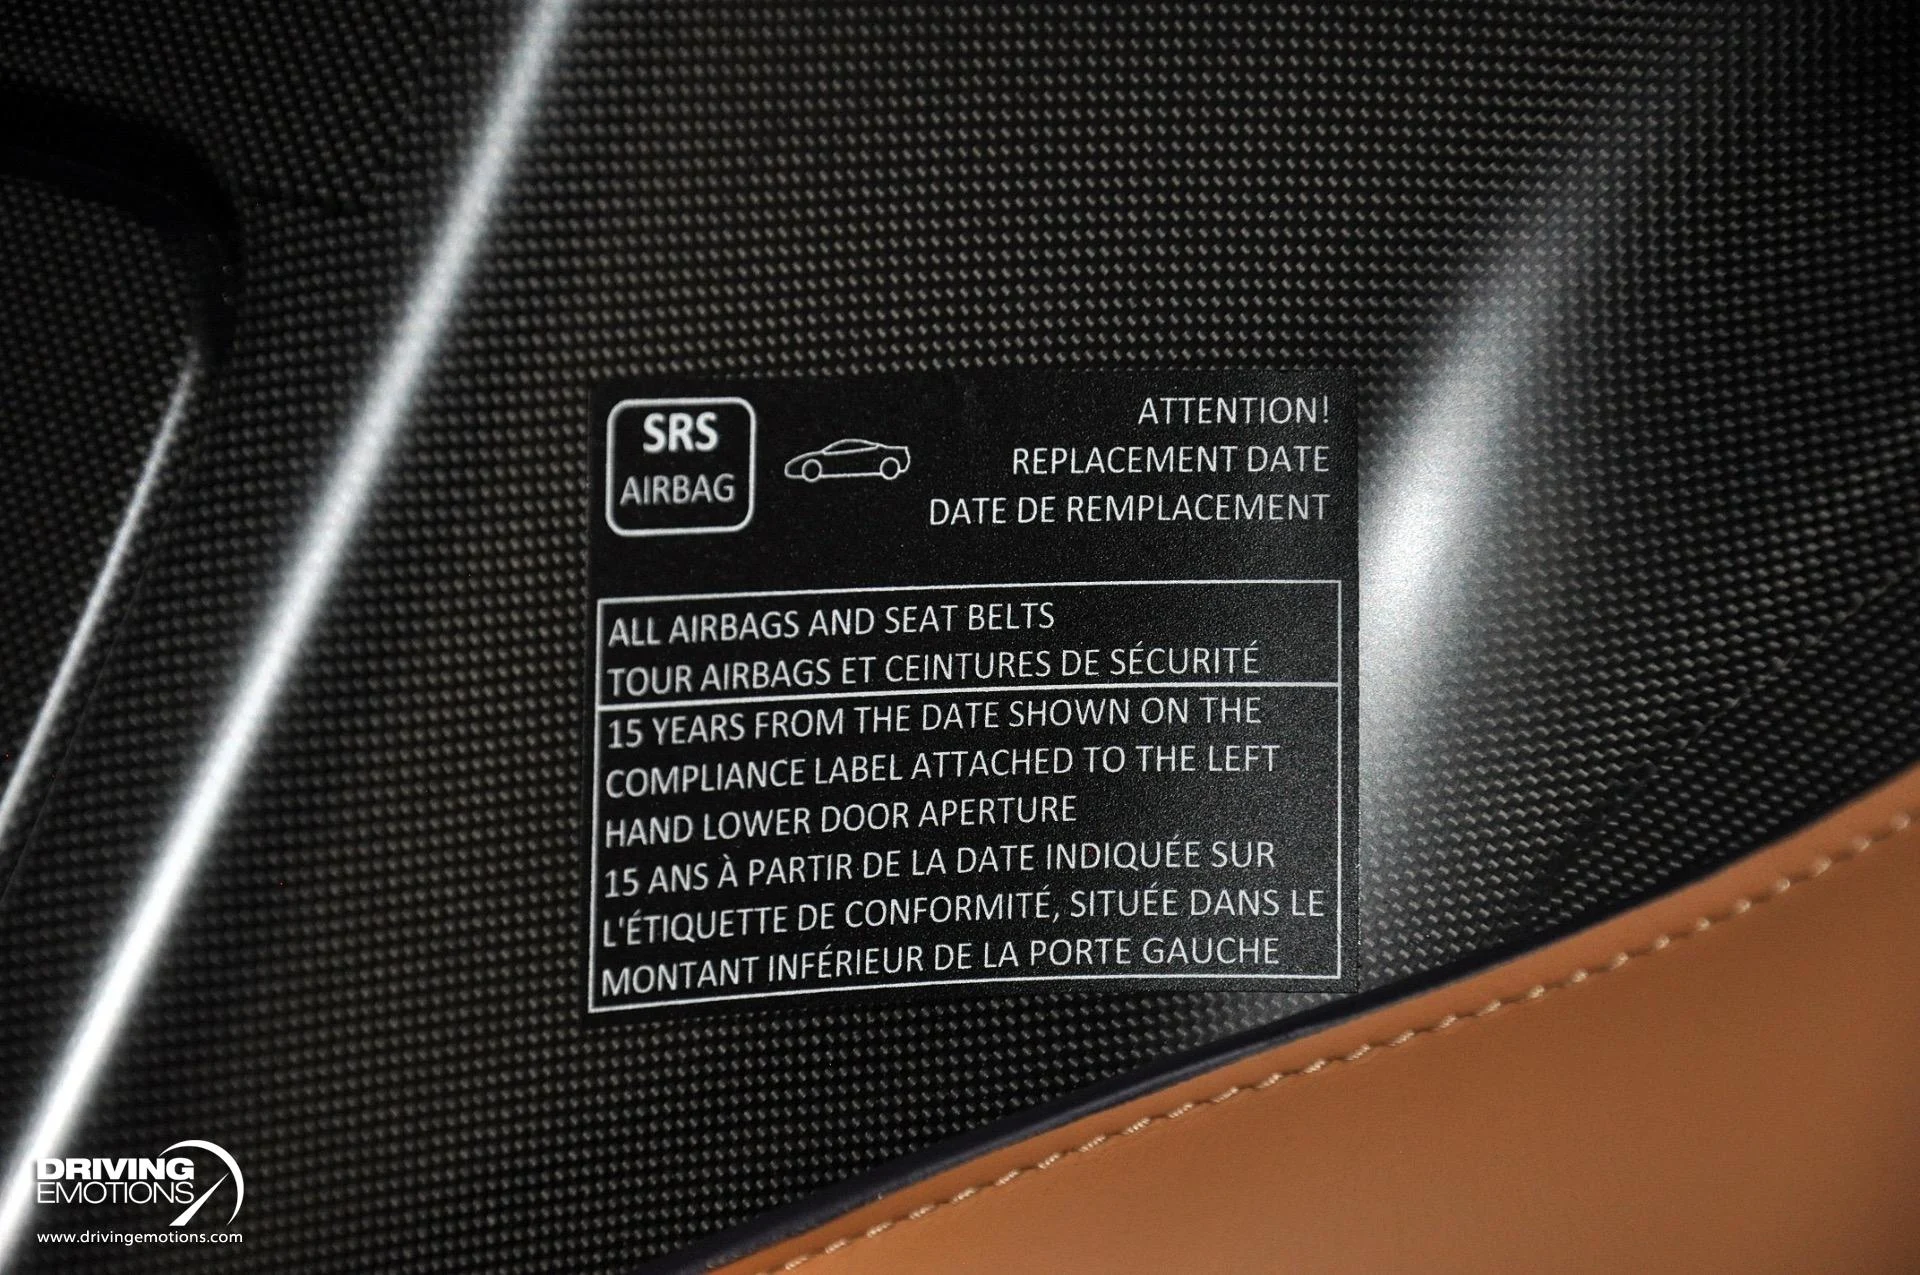 SRS
AIRBAG
ATTENTION!
REPLACEMENT DATE
DATE DE REMPLACEMENT
ALL AIRBAGS AND SEAT BELTS
TOUR AIRBAGS ET CEINTURES DE SÉCURITÉ
15 YEARS FROM THE DATE SHOWN ON THE
COMPLIANCE LABEL ATTACHED TO THE LEFT
HAND LOWER DOOR APERTURE
15 ANS À PARTIR DE LA DATE INDIQUÉE SUR
L'ÉTIQUETTE DE CONFORMITÉ, SITUÉE DANS LE
MONTANT INFÉRIEUR DE LA PORTE GAUCHE
DRIVING
EMOTIONS
www.drivingemotions.com